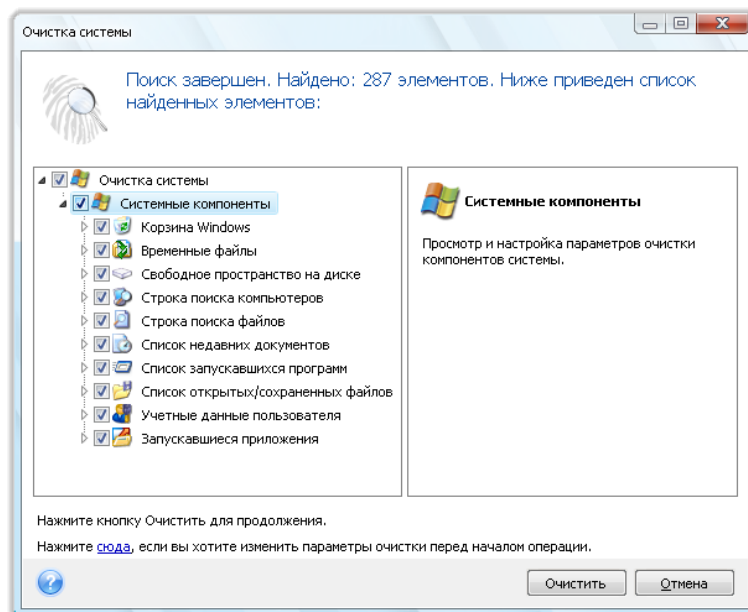 Очистка системы
Поиск завершен. Найдено: 287 элементов. Ниже приведен список
найденных элементов:
Очистка системы
Системные компоненты
Корзина Windows
Временные файлы
Свободное пространство на диске
Строка поиска компьютеров
Строка поиска файлов
Список недавних документов
Список запускавшихся программ
Список открытых/сохраненных файлов
Учетные данные пользователя
Запускавшиеся приложения
Системные компоненты
Просмотр и настройка параметров очистки
компонентов системы.
Нажмите кнопку Очистить для продолжения.
Нажмите сюда, если вы хотите изменить параметры очистки перед началом операции.
Очистить
Отмена